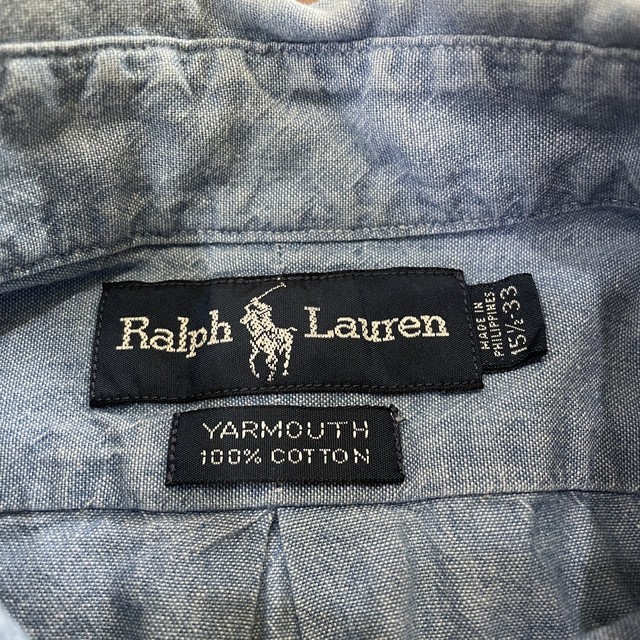 Ralph Lauren
MADE IN
PHILIPPINES
15½-33
YARMOUTH
100% COTTON